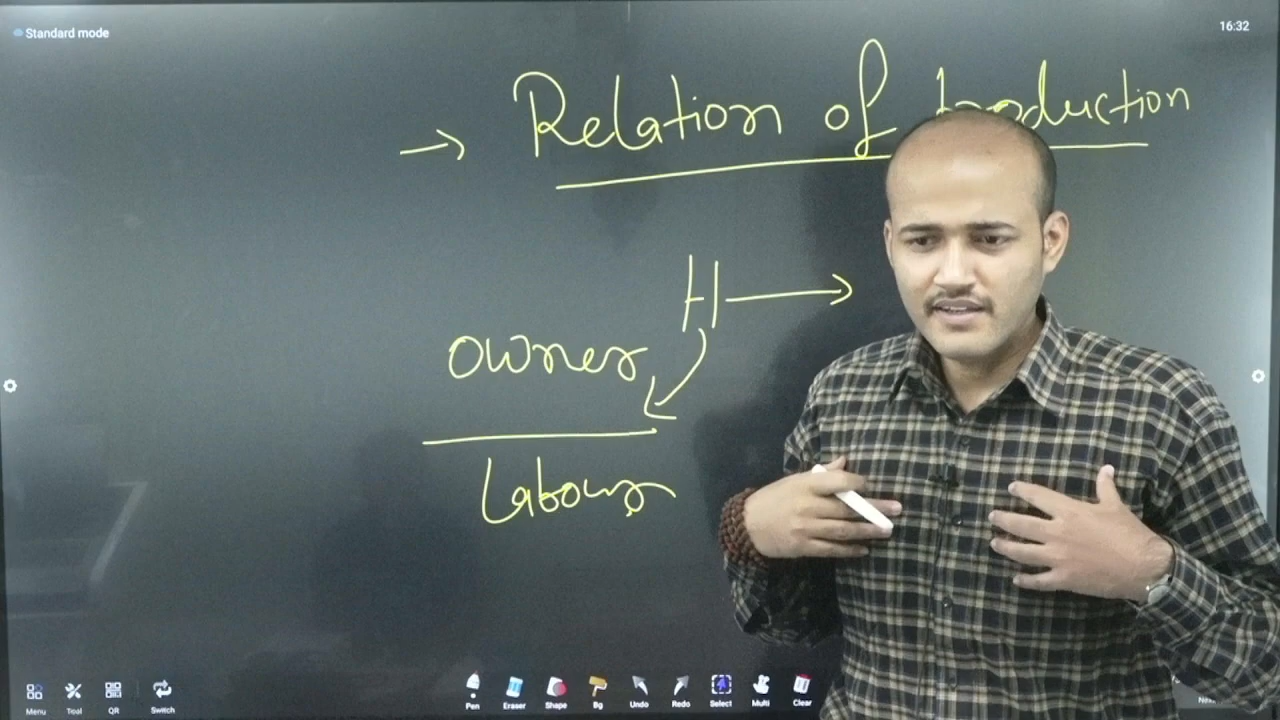 Standard mode
16:32
→ Relation of production
H →
owner
labour
Menu Tool QR Switch Pen Eraser Shape Bg Undo Redo Select Multi Clear